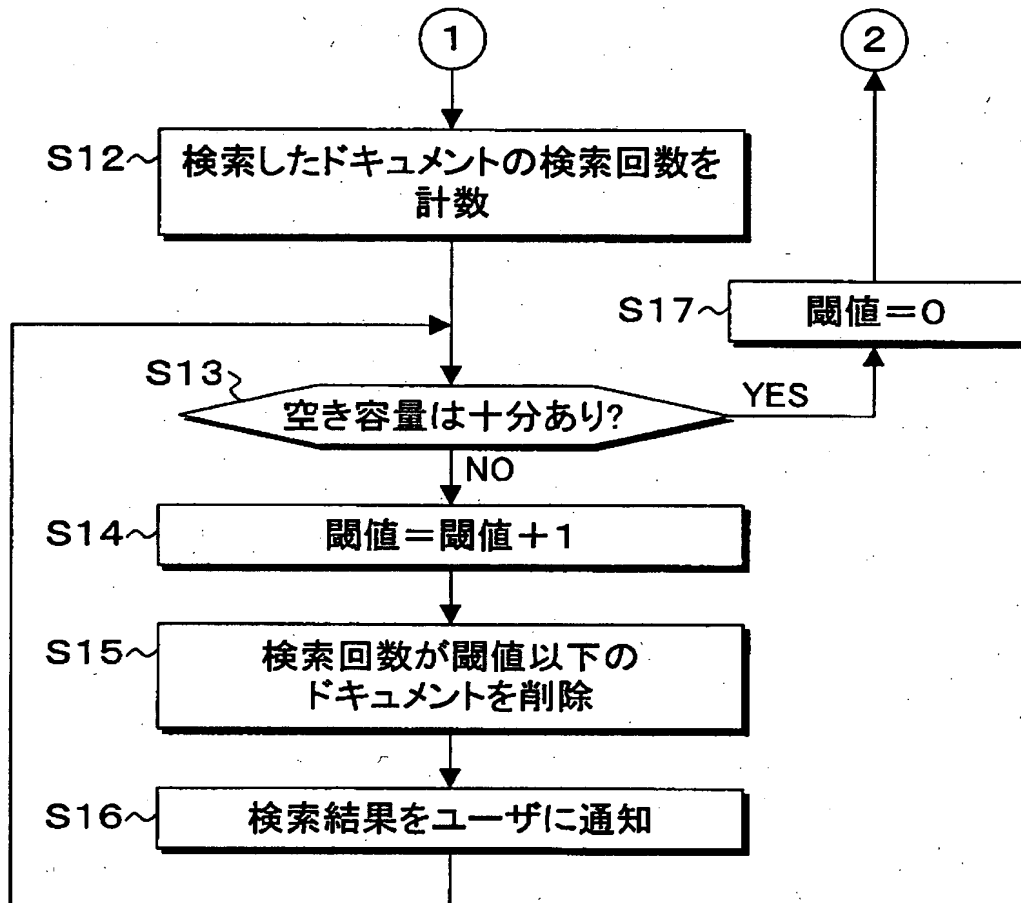 1
2
S12~
検索したドキュメントの検索回数を
計数
S17~
閾値=0
S13
空き容量は十分あり?
YES
NO
S14~
閾値=閾値+1
S15~
検索回数が閾値以下の
ドキュメントを削除
S16~
検索結果をユーザに通知